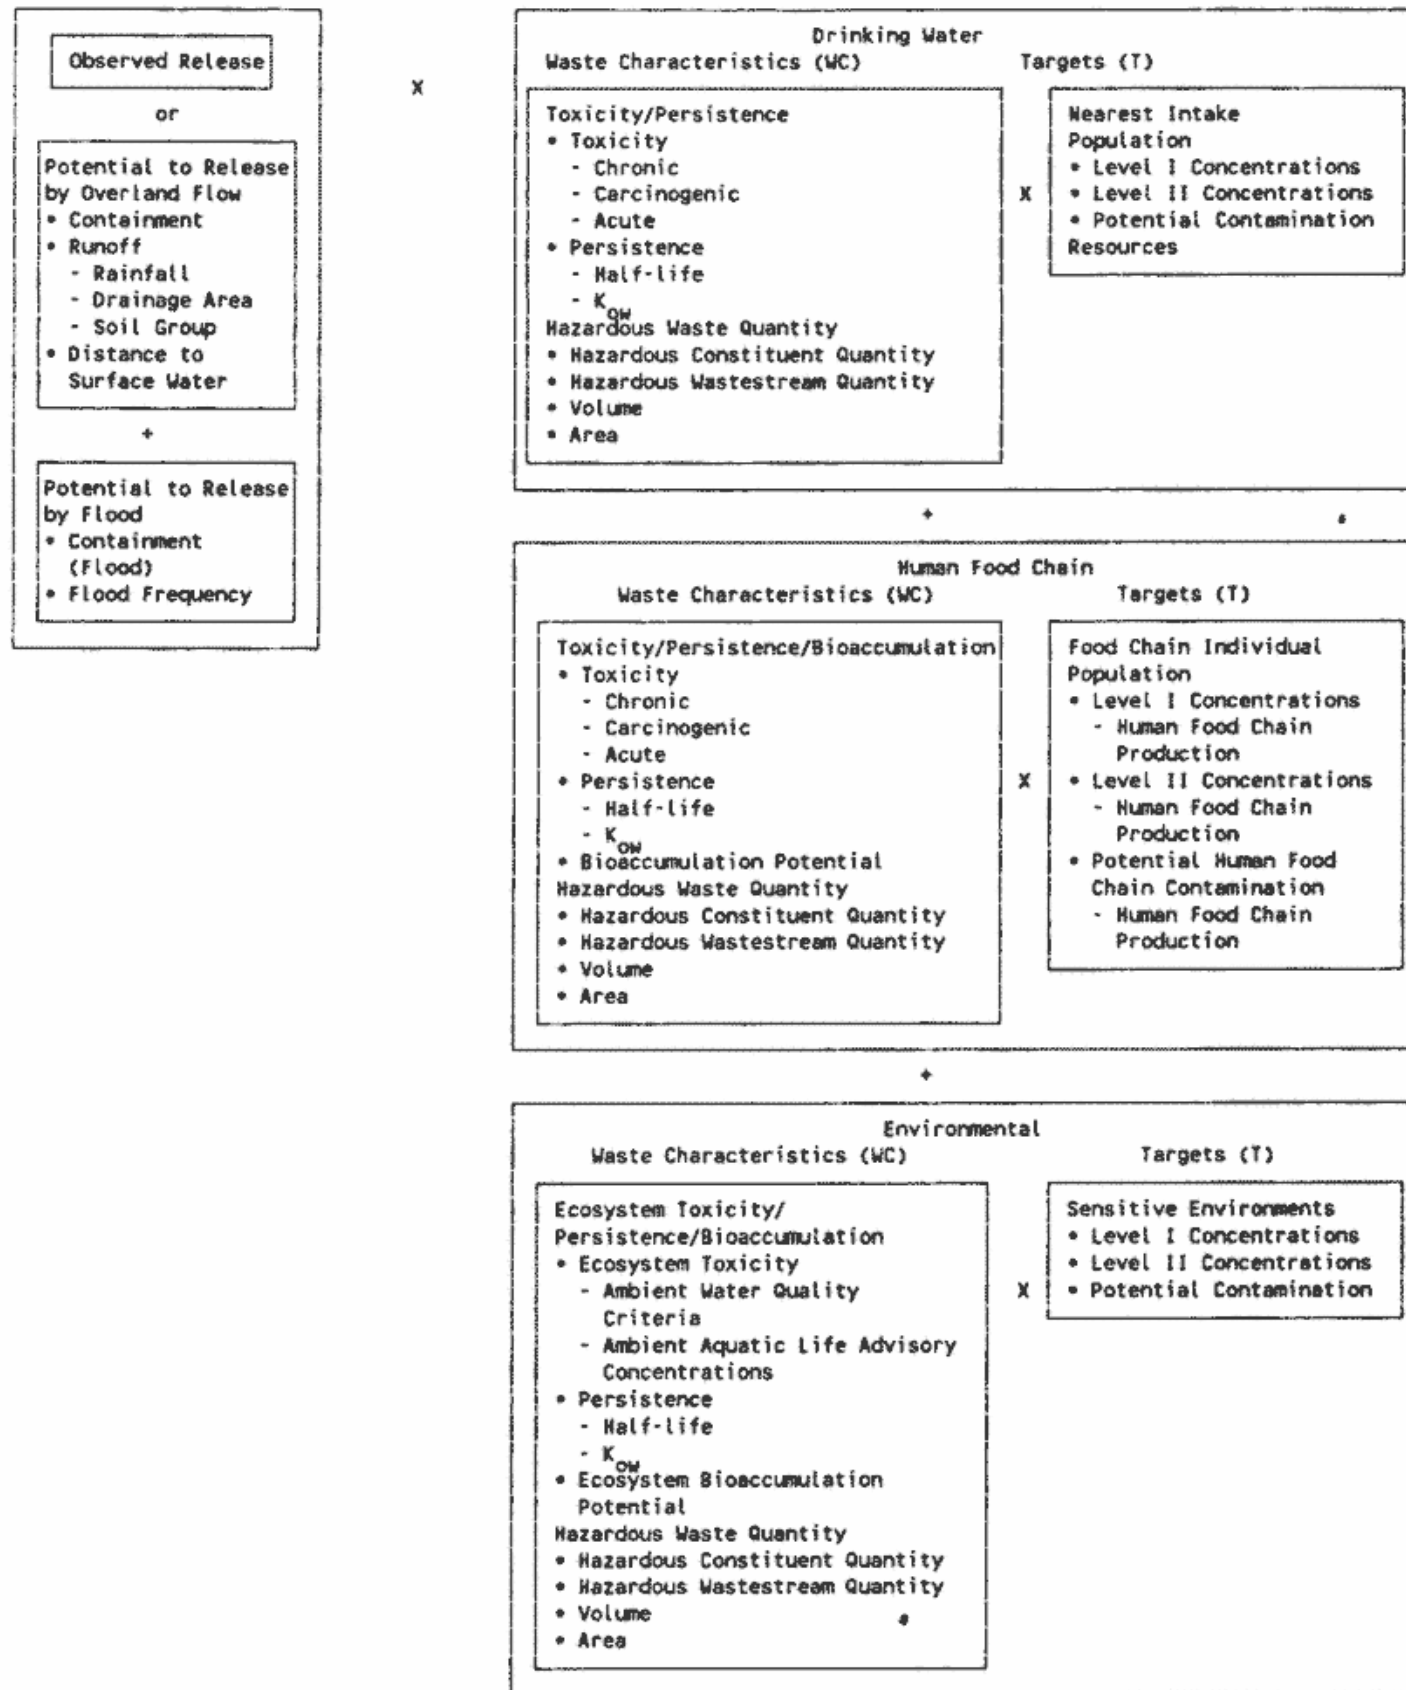 Observed Release
or
Potential to Release
by Overland Flow
• Containment
• Runoff
- Rainfall
- Drainage Area
- Soil Group
• Distance to
Surface Water
+
Potential to Release
by Flood
• Containment
(Flood)
• Flood Frequency
X
Drinking Water
Waste Characteristics (WC)
Toxicity/Persistence
• Toxicity
- Chronic
- Carcinogenic
- Acute
• Persistence
- Half-life
- Kow
Hazardous Waste Quantity
• Hazardous Constituent Quantity
• Hazardous Wastestream Quantity
• Volume
• Area
X
Targets (T)
Nearest Intake
Population
• Level I Concentrations
• Level II Concentrations
• Potential Contamination
Resources
+
Human Food Chain
Waste Characteristics (WC)
Toxicity/Persistence/Bioaccumulation
• Toxicity
- Chronic
- Carcinogenic
- Acute
• Persistence
- Half-life
- Kow
• Bioaccumulation Potential
Hazardous Waste Quantity
• Hazardous Constituent Quantity
• Hazardous Wastestream Quantity
• Volume
• Area
X
Targets (T)
Food Chain Individual
Population
• Level I Concentrations
- Human Food Chain
Production
• Level II Concentrations
- Human Food Chain
Production
• Potential Human Food
Chain Contamination
- Human Food Chain
Production
+
Environmental
Waste Characteristics (WC)
Ecosystem Toxicity/
Persistence/Bioaccumulation
• Ecosystem Toxicity
- Ambient Water Quality
Criteria
- Ambient Aquatic Life Advisory
Concentrations
• Persistence
- Half-life
- Kow
• Ecosystem Bioaccumulation
Potential
Hazardous Waste Quantity
• Hazardous Constituent Quantity
• Hazardous Wastestream Quantity
• Volume
• Area
X
Targets (T)
Sensitive Environments
• Level I Concentrations
• Level II Concentrations
• Potential Contamination